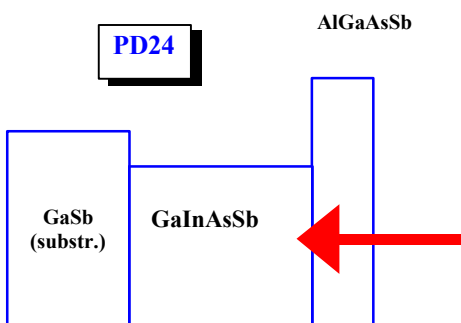 AlGaAsSb
PD24
GaSb
(substr.)
GaInAsSb